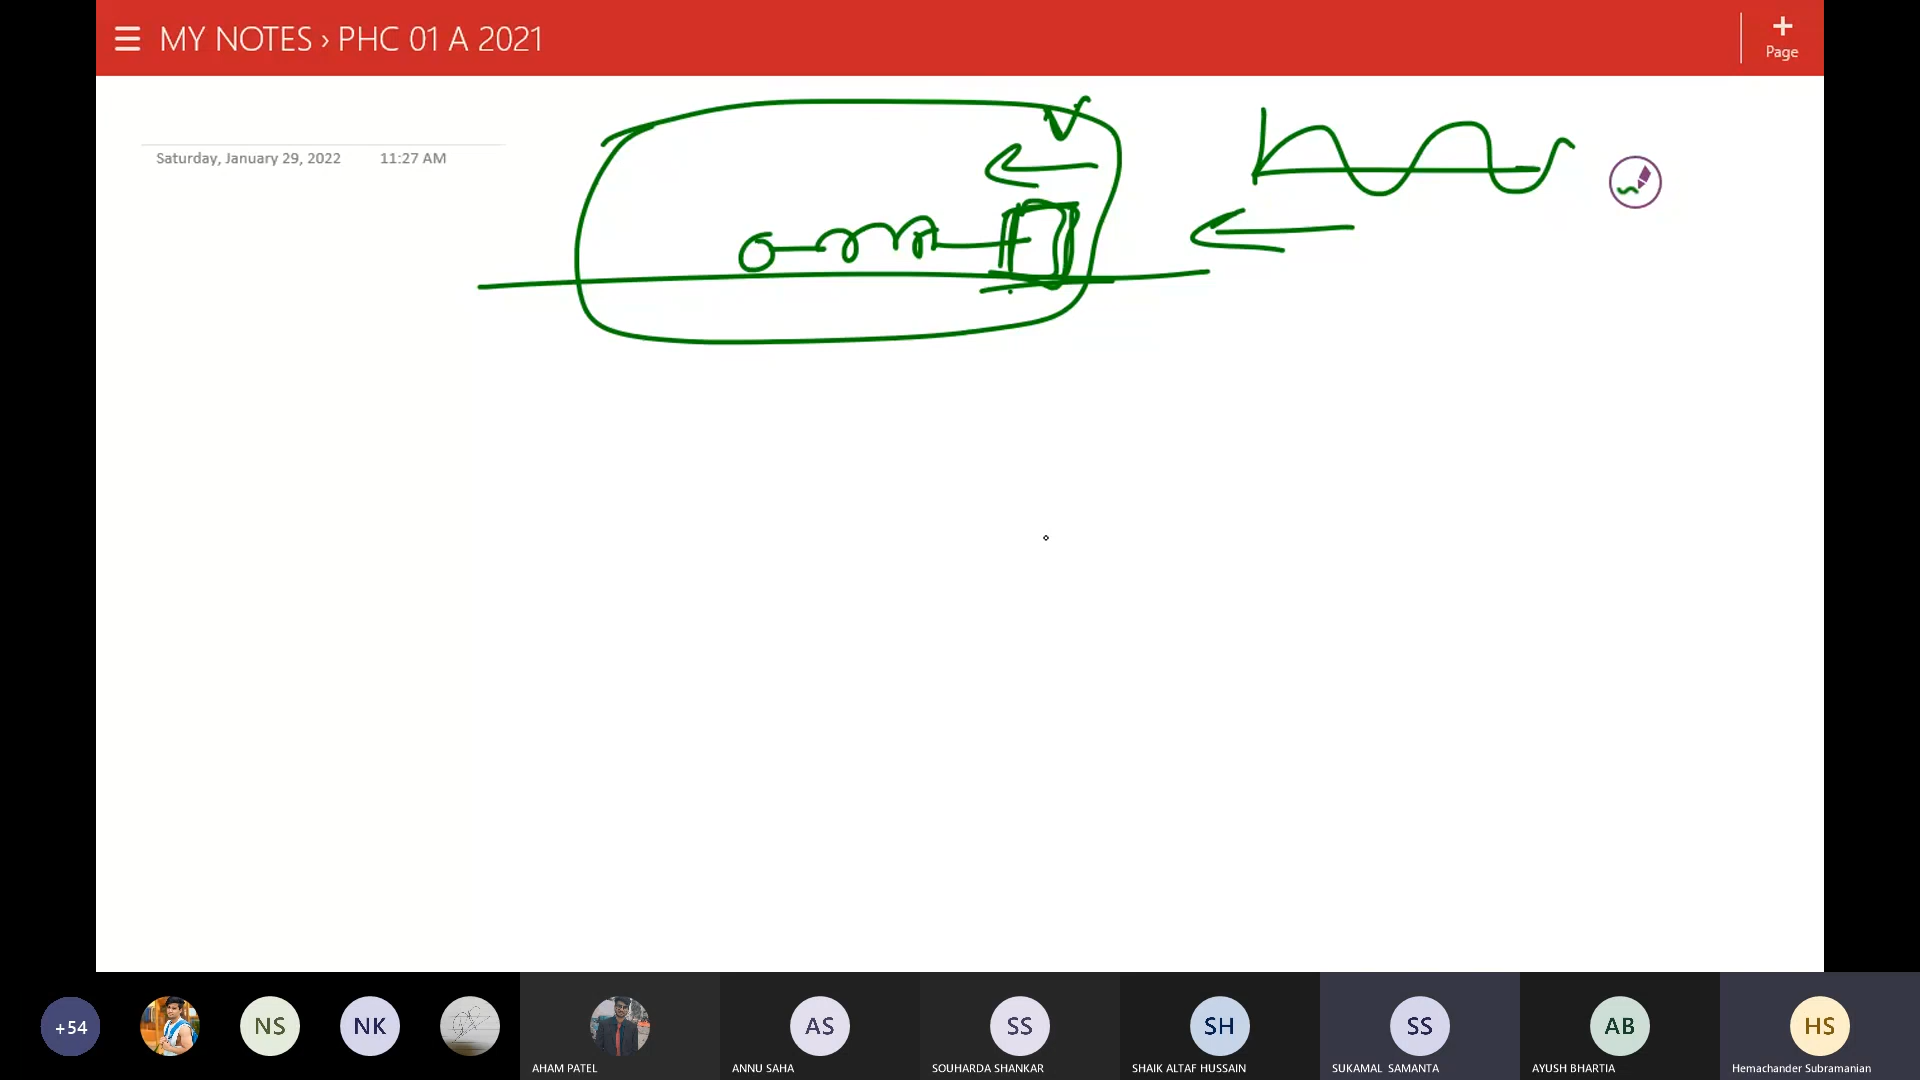 MY NOTES › PHC 01 A 2021
+
Page
Saturday, January 29, 2022 11:27 AM
+54
NS
NK
AS
SS
SH
SS
AB
HS
AHAM PATEL
ANNU SAHA
SOUHARDA SHANKAR
SHAIK ALTAF HUSSAIN
SUKAMAL SAMANTA
AYUSH BHARTIA
Hemachander Subramanian